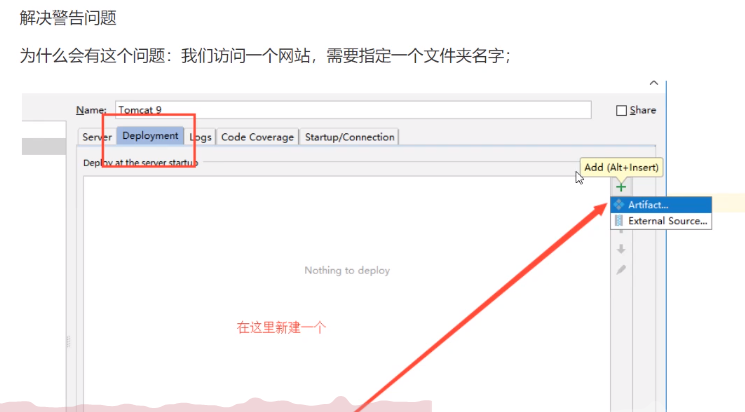 解决警告问题
为什么会有这个问题：我们访问一个网站，需要指定一个文件夹名字；
Name: Tomcat 9 Share
Server Deployment Logs Code Coverage Startup/Connection
Deploy at the server startup
Add (Alt+Insert)
Artifact...
External Source...
Nothing to deploy
在这里新建一个